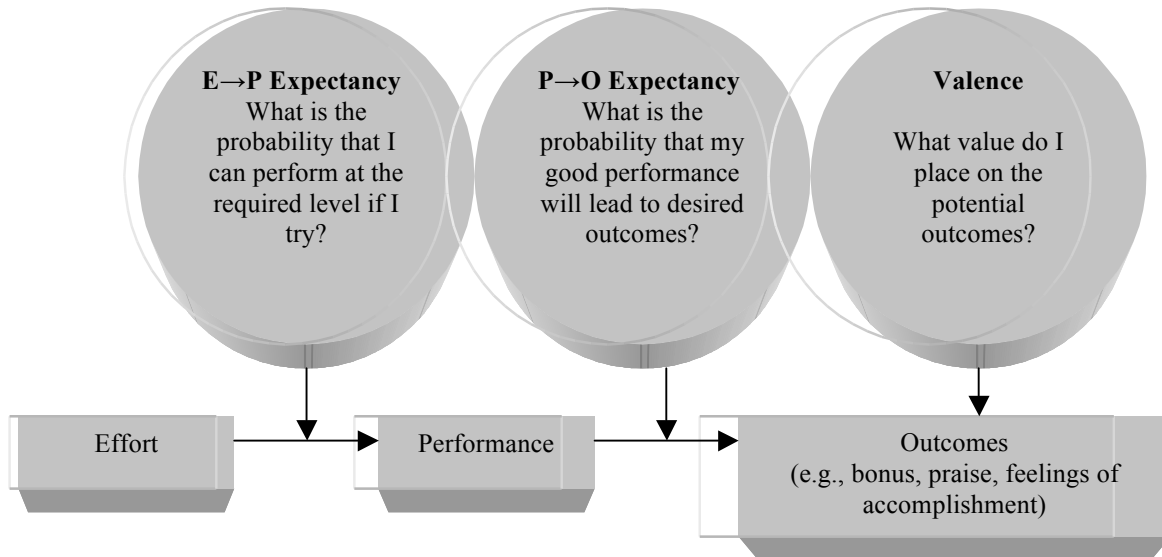 E→P Expectancy
What is the
probability that I
can perform at the
required level if I
try?
P→O Expectancy
What is the
probability that my
good performance
will lead to desired
outcomes?
Valence
What value do I
place on the
potential
outcomes?
Effort
Performance
Outcomes
(e.g., bonus, praise, feelings of
accomplishment)